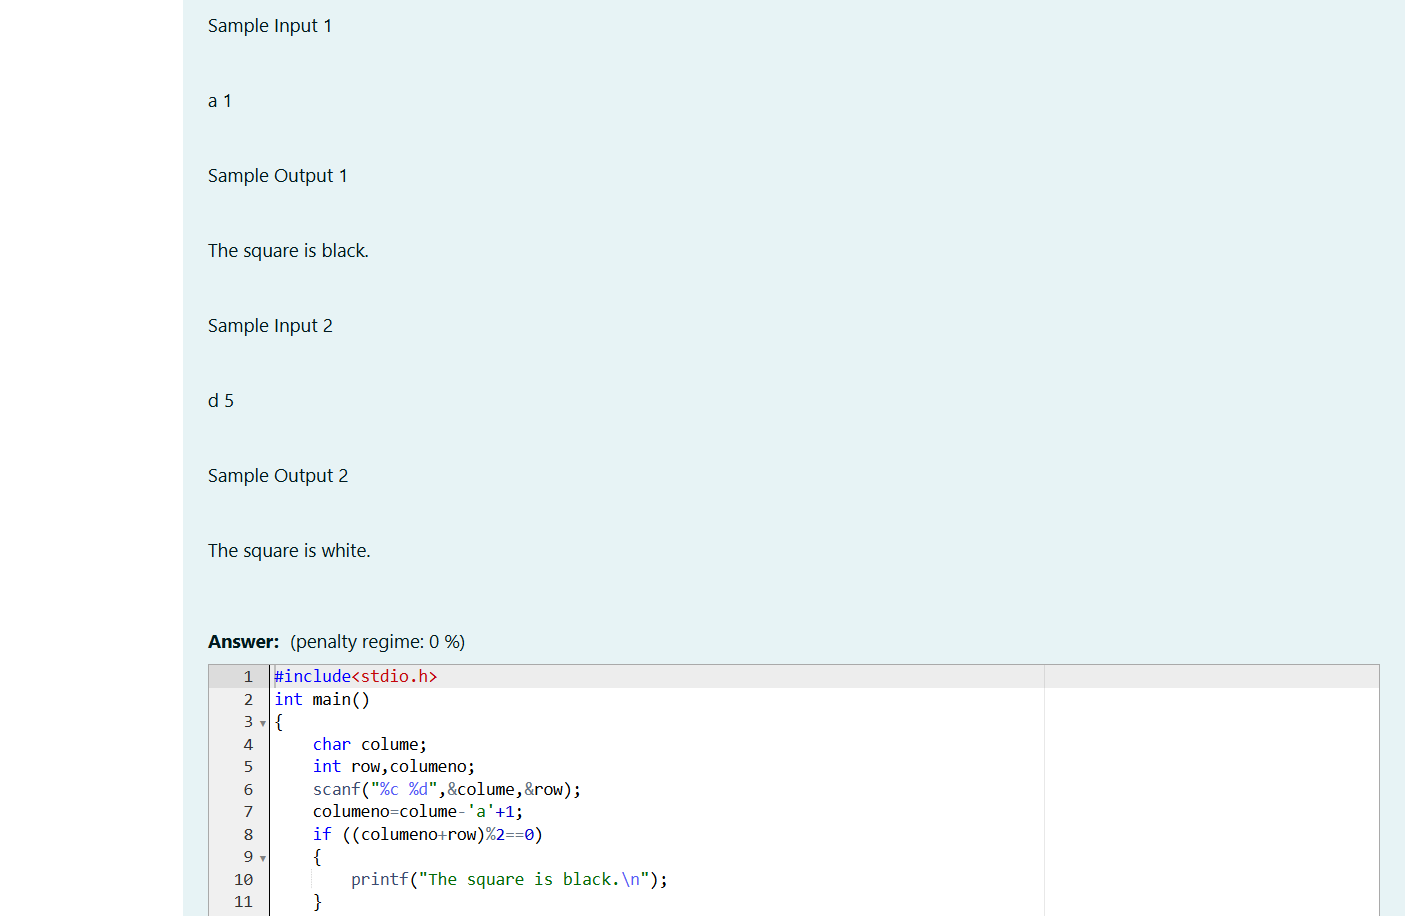 Sample Input 1
a 1
Sample Output 1
The square is black.
Sample Input 2
d 5
Sample Output 2
The square is white.
Answer: (penalty regime: 0 %)
1 #include<stdio.h>
2 int main()
3 {
4 char colume;
5 int row,columeno;
6 scanf("%c %d",&colume,&row);
7 columeno=colume-'a'+1;
8 if ((columeno+row)%2==0)
9 {
10 printf("The square is black.\n");
11 }